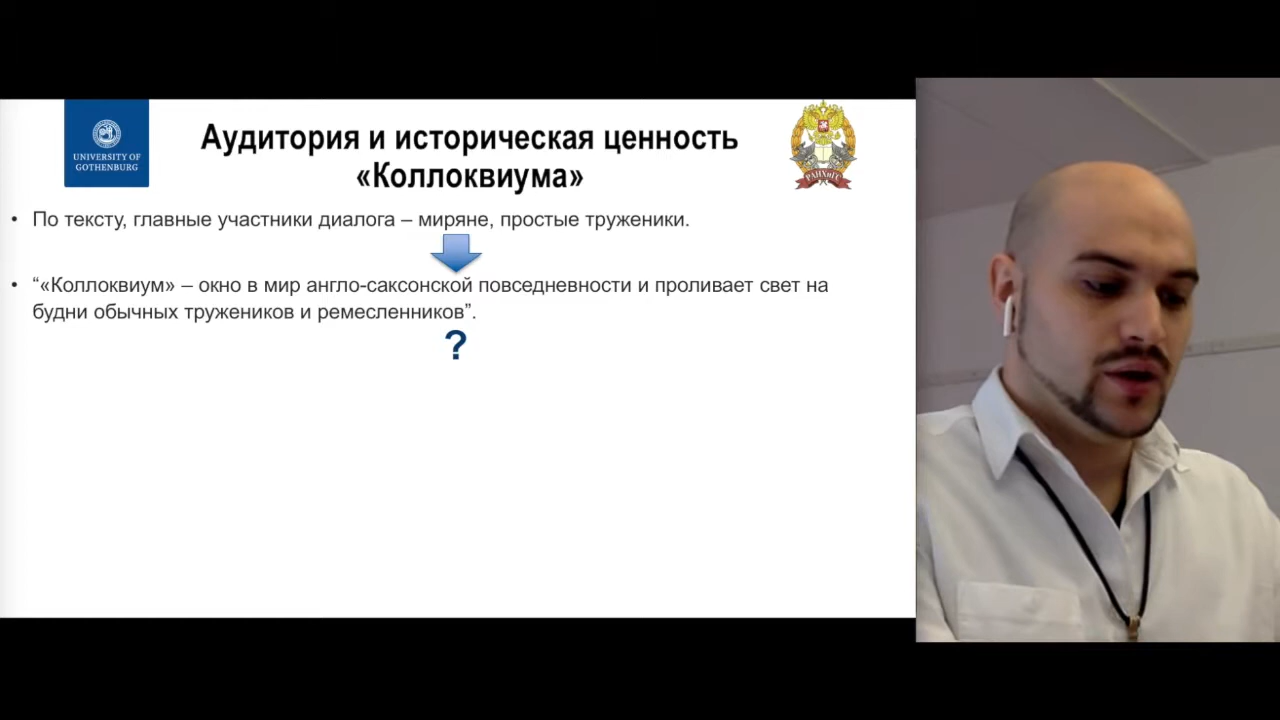 UNIVERSITY OF
GOTHENBURG
Аудитория и историческая ценность
«Коллоквиума»
РАНХиГС
• По тексту, главные участники диалога – миряне, простые труженики.
• “«Коллоквиум» – окно в мир англо-саксонской повседневности и проливает свет на
будни обычных тружеников и ремесленников”.
?